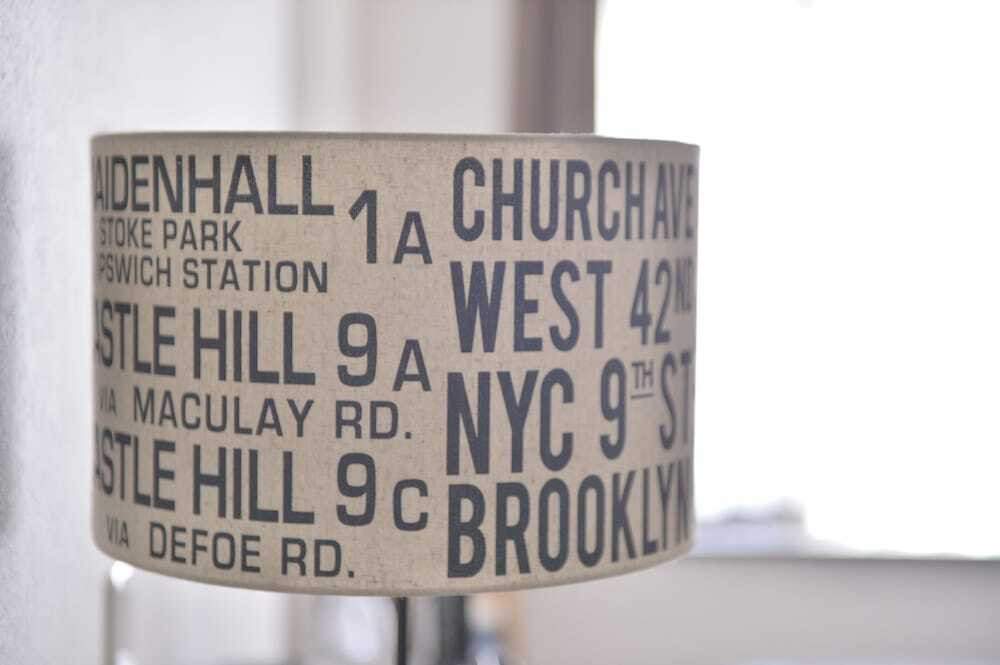 AIDENHALL 1A
STOKE PARK
IPSWICH STATION
ASTLE HILL 9A
VIA MACULAY RD.
ASTLE HILL 9C
VIA DEFOE RD.
CHURCH AVE
WEST 42ND
NYC 9TH ST
BROOKLYN